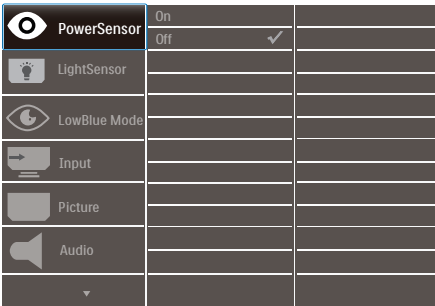 PowerSensor
On
Off
LightSensor
LowBlue Mode
Input
Picture
Audio